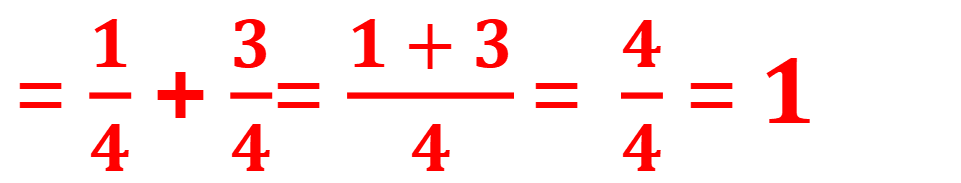 = 1/4 + 3/4 = (1 + 3)/4 = 4/4 = 1